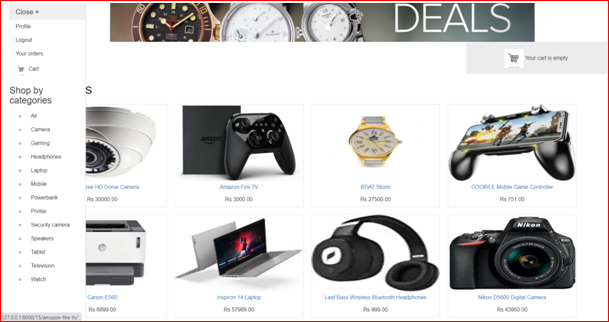 Close ×
Profile
Logout
Your orders
Cart
Shop by
categories
All
Camera
Gaming
Headphones
Laptop
Mobile
Powerbank
Printer
Security camera
Speakers
Tablet
Television
Watch
DEALS
Your cart is empty
S
ree HD Dome Camera
Rs 30000.00
amazon
Amazon Fire TV
Rs 3000.00
BOAT Storm
Rs 27500.00
COOBILE Mobile Game Controller
Rs 751.00
Canon E560
Rs 6899.00
Inspiron 14 Laptop
Rs 57989.00
Leaf Bass Wireless Bluetooth Headphones
Rs 999.00
Nikon
Nikon D5600 Digital Camera
Rs 43950.00
127.0.0.1:8000/15/amazon-fire-tv/